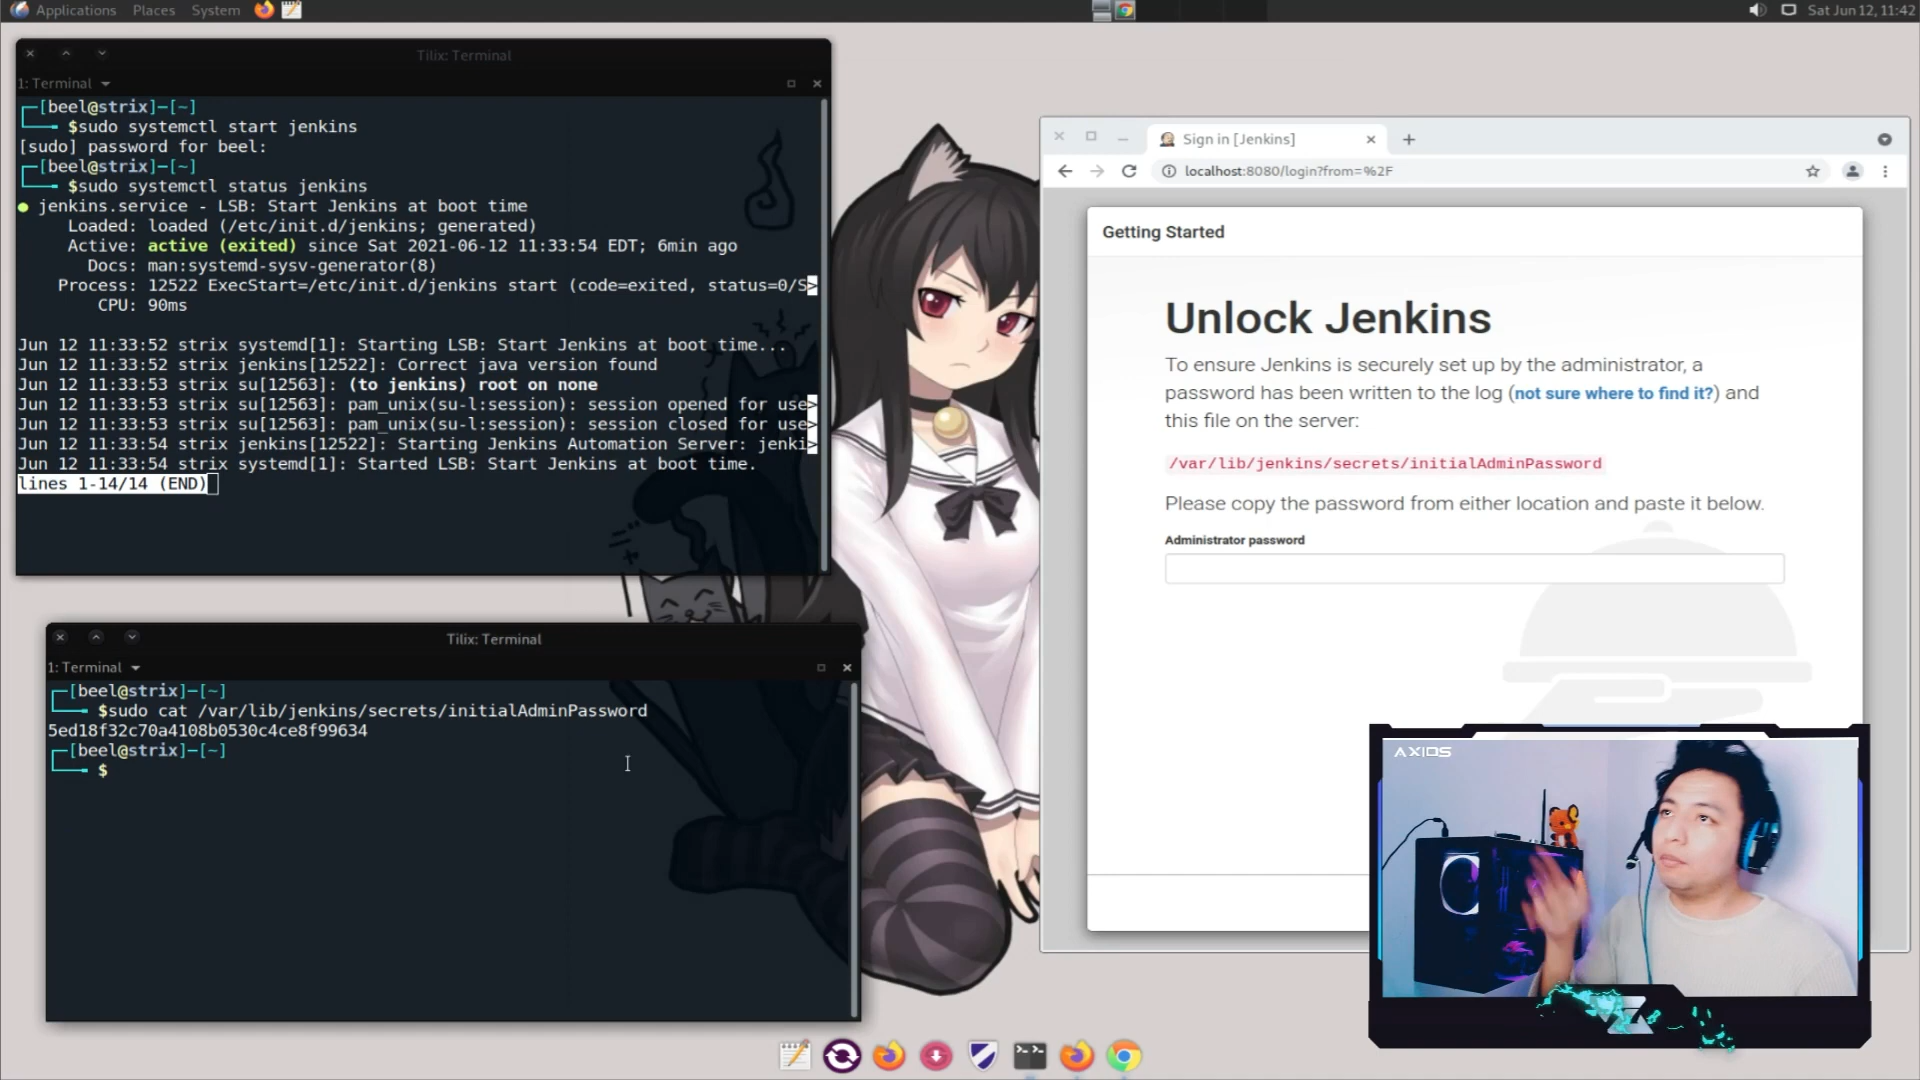 Applications Places System
Sat Jun 12, 11:42
Tilix: Terminal
1: Terminal
┌─[beel@strix]─[~]
└──╼ $sudo systemctl start jenkins
[sudo] password for beel:
┌─[beel@strix]─[~]
└──╼ $sudo systemctl status jenkins
● jenkins.service - LSB: Start Jenkins at boot time
Loaded: loaded (/etc/init.d/jenkins; generated)
Active: active (exited) since Sat 2021-06-12 11:33:54 EDT; 6min ago
Docs: man:systemd-sysv-generator(8)
Process: 12522 ExecStart=/etc/init.d/jenkins start (code=exited, status=0/S>
CPU: 90ms
Jun 12 11:33:52 strix systemd[1]: Starting LSB: Start Jenkins at boot time...
Jun 12 11:33:52 strix jenkins[12522]: Correct java version found
Jun 12 11:33:53 strix su[12563]: (to jenkins) root on none
Jun 12 11:33:53 strix su[12563]: pam_unix(su-l:session): session opened for use>
Jun 12 11:33:53 strix su[12563]: pam_unix(su-l:session): session closed for use>
Jun 12 11:33:54 strix jenkins[12522]: Starting Jenkins Automation Server: jenki>
Jun 12 11:33:54 strix systemd[1]: Started LSB: Start Jenkins at boot time.
lines 1-14/14 (END)
Tilix: Terminal
1: Terminal
┌─[beel@strix]─[~]
└──╼ $sudo cat /var/lib/jenkins/secrets/initialAdminPassword
5ed18f32c70a4108b0530c4ce8f99634
┌─[beel@strix]─[~]
└──╼ $
Sign in [Jenkins]
localhost:8080/login?from=%2F
Getting Started
Unlock Jenkins
To ensure Jenkins is securely set up by the administrator, a
password has been written to the log (not sure where to find it?) and
this file on the server:
/var/lib/jenkins/secrets/initialAdminPassword
Please copy the password from either location and paste it below.
Administrator password
AXIOS